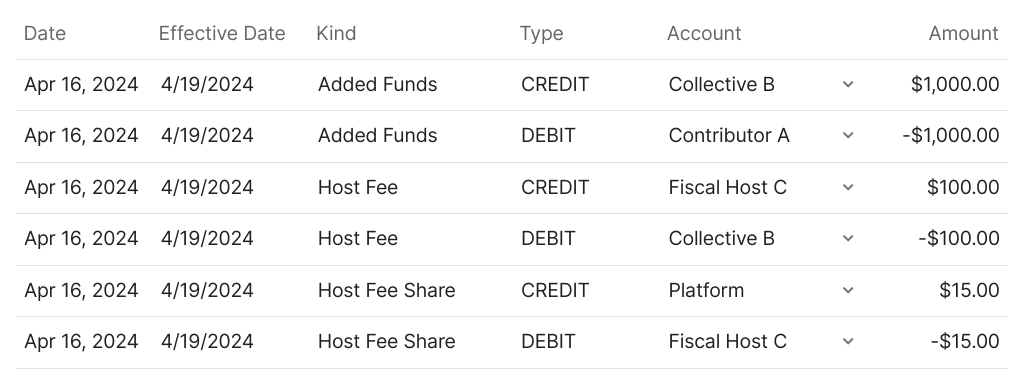 Date Effective Date Kind Type Account Amount
Apr 16, 2024 4/19/2024 Added Funds CREDIT Collective B $1,000.00
Apr 16, 2024 4/19/2024 Added Funds DEBIT Contributor A -$1,000.00
Apr 16, 2024 4/19/2024 Host Fee CREDIT Fiscal Host C $100.00
Apr 16, 2024 4/19/2024 Host Fee DEBIT Collective B -$100.00
Apr 16, 2024 4/19/2024 Host Fee Share CREDIT Platform $15.00
Apr 16, 2024 4/19/2024 Host Fee Share DEBIT Fiscal Host C -$15.00